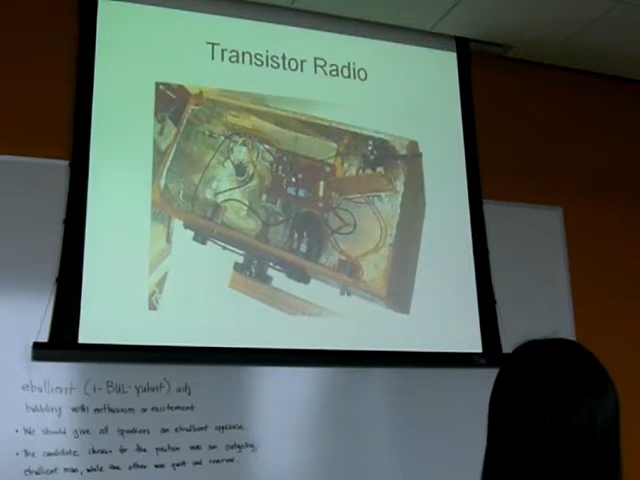 Transistor Radio
ebullient (i-BUL-yuhnt) adj
bubbling with enthusiasm or excitement
• We should give all speakers an ebullient applause
• The candidate chosen for the position was an outgoing,
ebullient man, while the other was quiet and reserved.